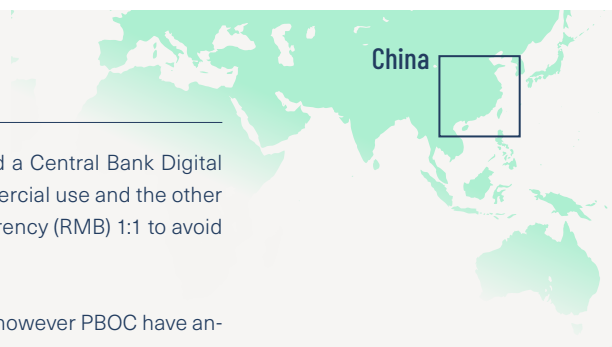 China
a Central Bank Digital
ercial use and the other
rency (RMB) 1:1 to avoid
however PBOC have an-